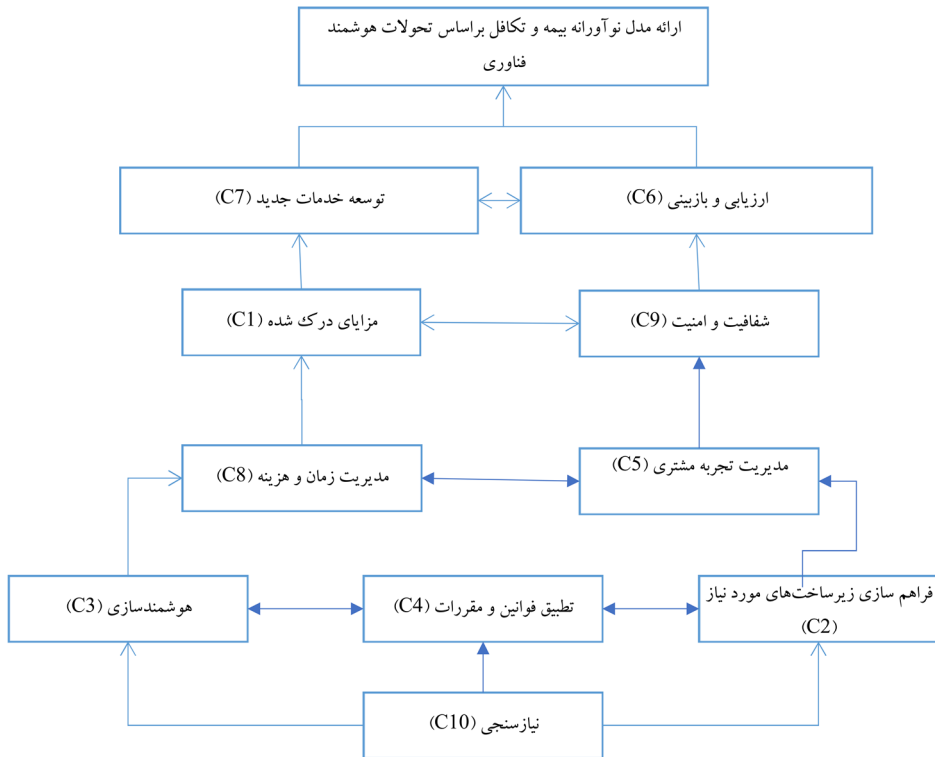 ارائه مدل نوآورانه بیمه و تکافل براساس تحولات هوشمند
فناوری
ارزیابی و بازبینی (C6)
توسعه خدمات جدید (C7)
شفافیت و امنیت (C9)
مزایای درک شده (C1)
مدیریت تجربه مشتری (C5)
مدیریت زمان و هزینه (C8)
فراهم سازی زیرساخت‌های مورد نیاز
(C2)
تطبیق قوانین و مقررات (C4)
هوشمندسازی (C3)
نیازسنجی (C10)